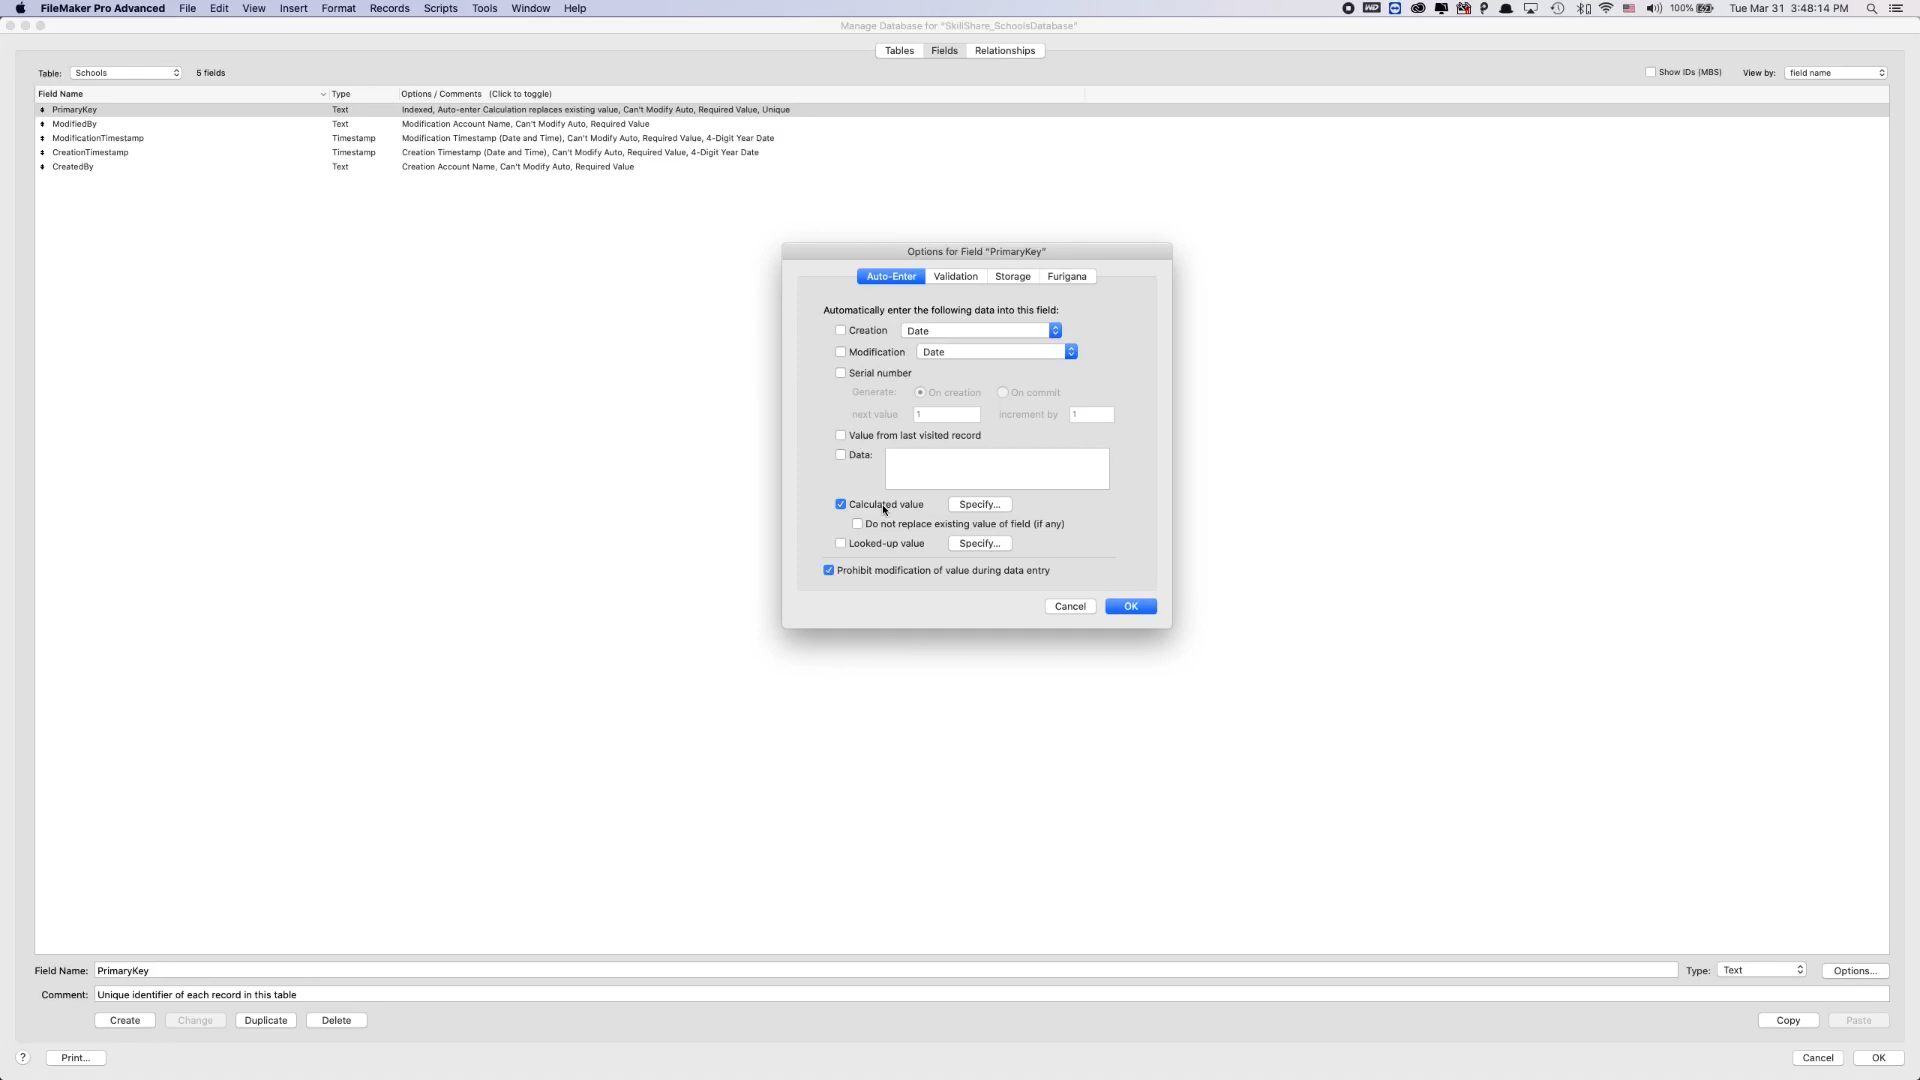 FileMaker Pro Advanced File Edit View Insert Format Records Scripts Tools Window Help 100% Tue Mar 31 3:48:14 PM
Manage Database for "SkillShare_SchoolsDatabase"
Tables Fields Relationships
Table: Schools 5 fields Show IDs (MBS) View by: field name
Field Name Type Options / Comments (Click to toggle)
PrimaryKey Text Indexed, Auto-enter Calculation replaces existing value, Can't Modify Auto, Required Value, Unique
ModifiedBy Text Modification Account Name, Can't Modify Auto, Required Value
ModificationTimestamp Timestamp Modification Timestamp (Date and Time), Can't Modify Auto, Required Value, 4-Digit Year Date
CreationTimestamp Timestamp Creation Timestamp (Date and Time), Can't Modify Auto, Required Value, 4-Digit Year Date
CreatedBy Text Creation Account Name, Can't Modify Auto, Required Value
Options for Field "PrimaryKey"
Auto-Enter Validation Storage Furigana
Automatically enter the following data into this field:
Creation Date
Modification Date
Serial number
Generate: On creation On commit
next value 1 increment by 1
Value from last visited record
Data:
Calculated value Specify...
Do not replace existing value of field (if any)
Looked-up value Specify...
Prohibit modification of value during data entry
Cancel OK
Field Name: PrimaryKey Type: Text Options...
Comment: Unique identifier of each record in this table
Create Change Duplicate Delete Copy Paste
? Print... Cancel OK